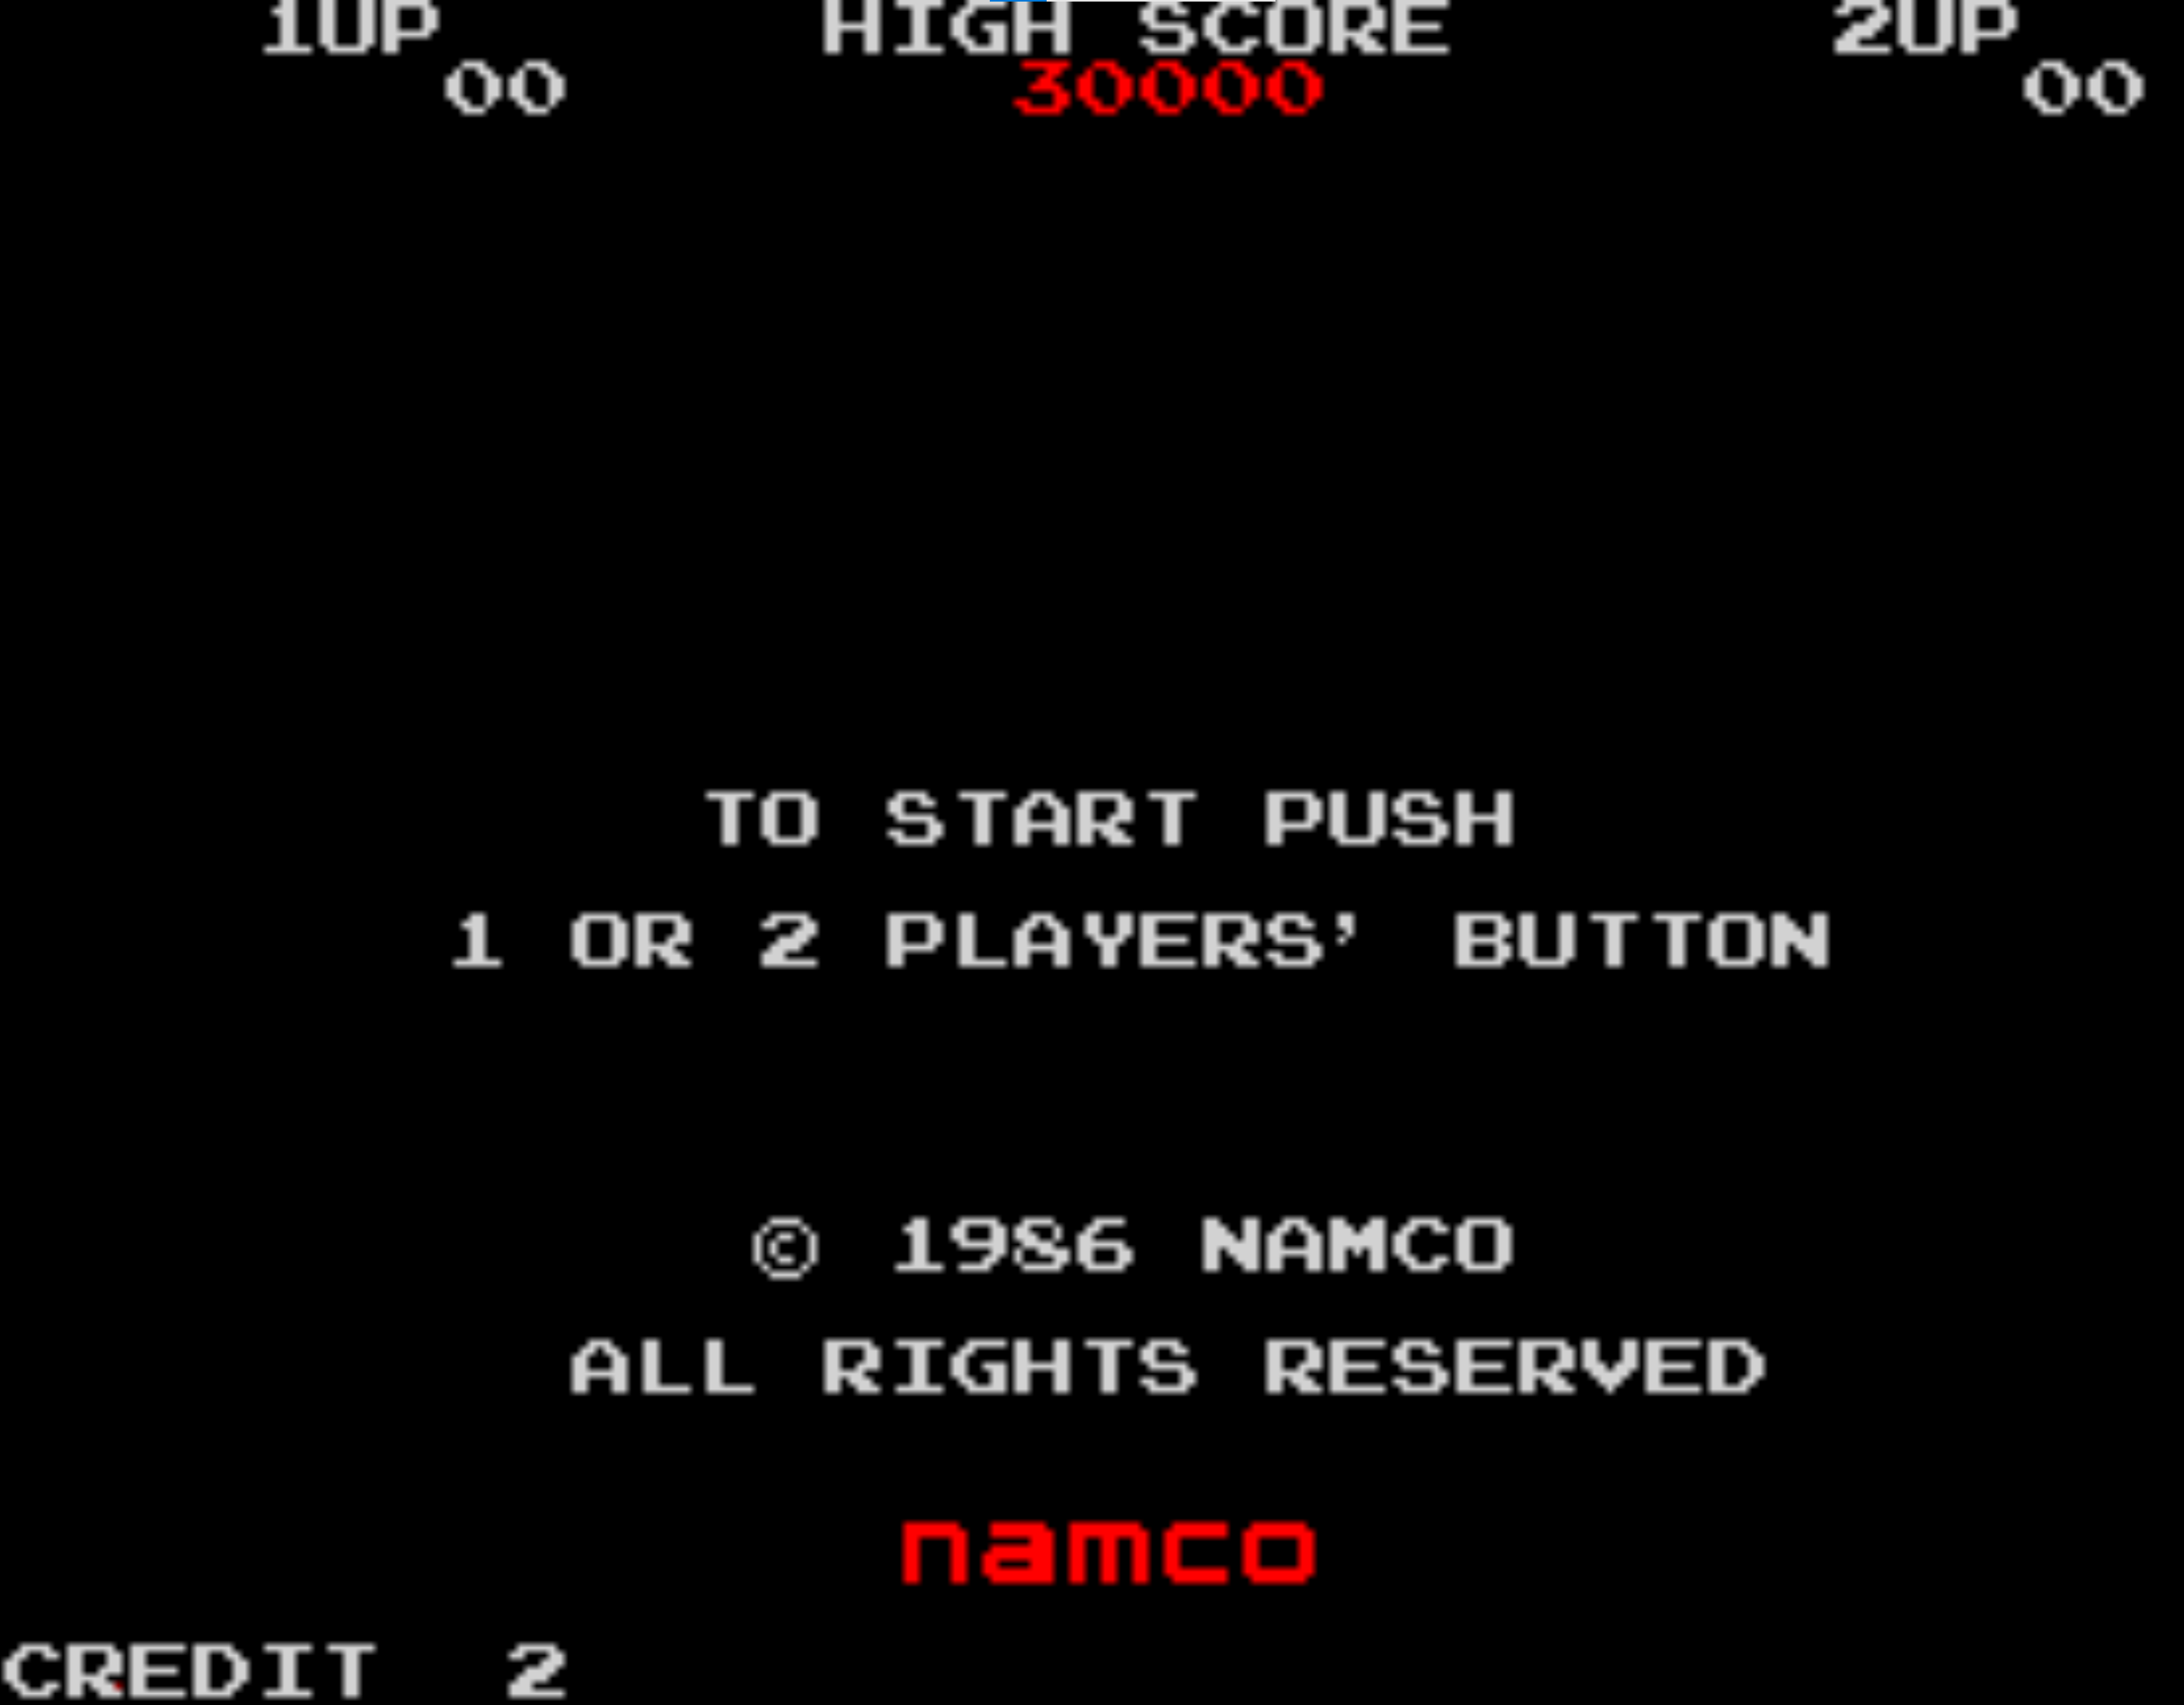 1UP HIGH SCORE 2UP
00 30000 00
TO START PUSH
1 OR 2 PLAYERS' BUTTON
© 1986 NAMCO
ALL RIGHTS RESERVED
namco
CREDIT 2